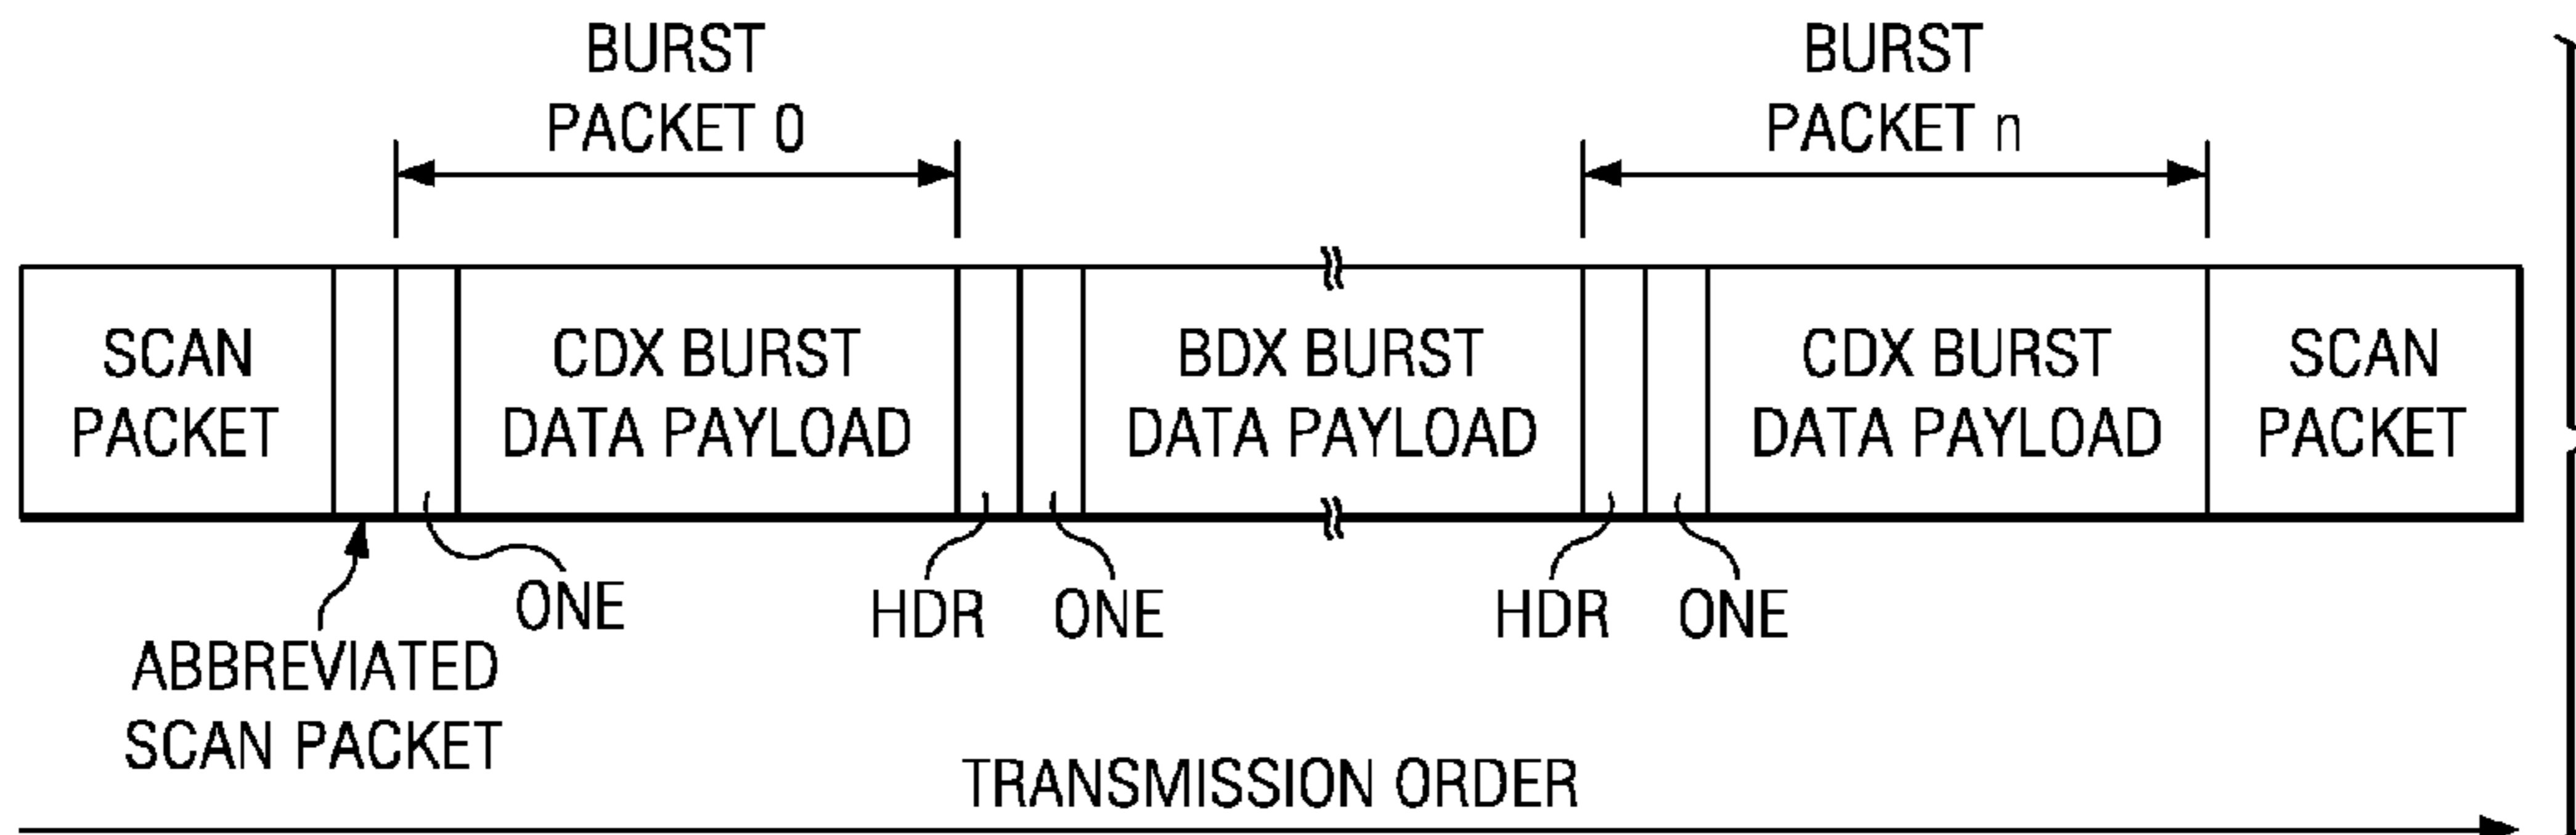 BURST
PACKET 0
BURST
PACKET n
SCAN
PACKET
CDX BURST
DATA PAYLOAD
BDX BURST
DATA PAYLOAD
CDX BURST
DATA PAYLOAD
SCAN
PACKET
ONE
HDR
ONE
HDR
ONE
ABBREVIATED
SCAN PACKET
TRANSMISSION ORDER